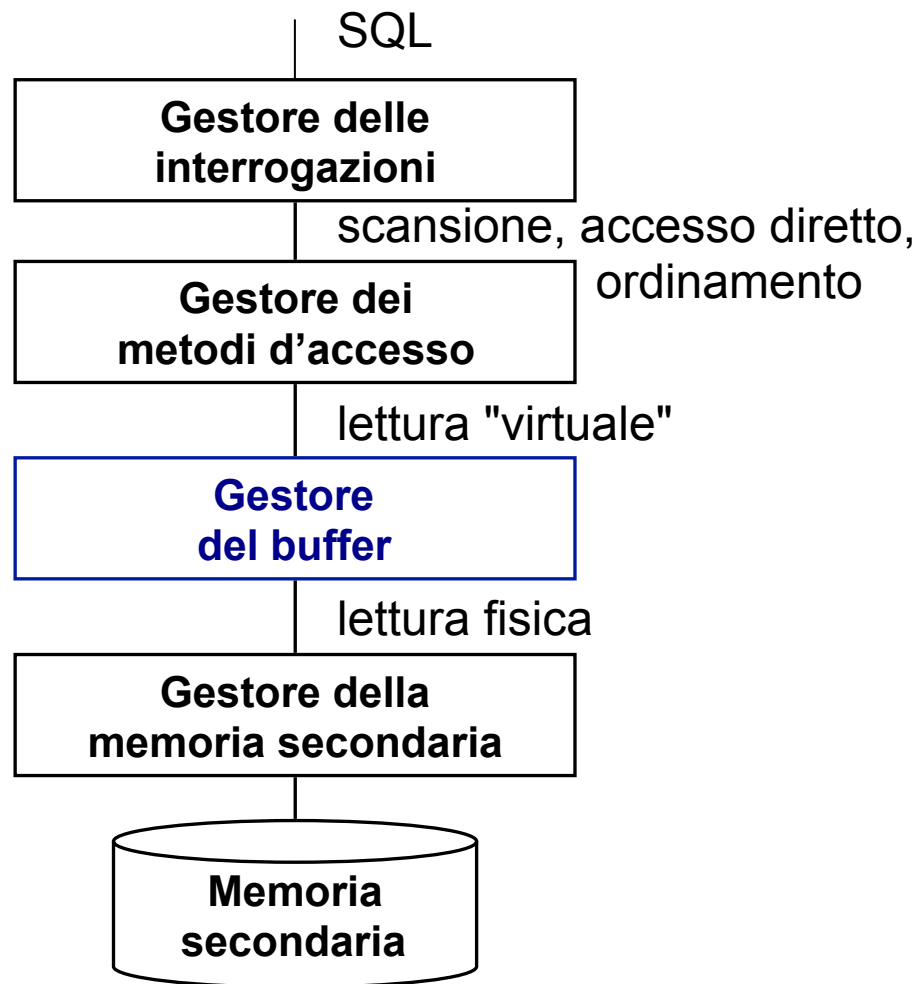 SQL
Gestore delle
interrogazioni
scansione, accesso diretto,
ordinamento
Gestore dei
metodi d’accesso
lettura "virtuale"
Gestore
del buffer
lettura fisica
Gestore della
memoria secondaria
Memoria
secondaria